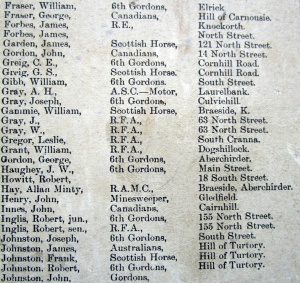 Fraser, William, 6th Gordons, Elrick
Fraser, George, Canadians, Hill of Carnousie.
Forbes, James, R.E., Knockorth.
Forbes, James, North Street.
Garden, James, Scottish Horse, 121 North Street.
Gordon, John, Canadians, 14 North Street.
Greig, C. E., 6th Gordons, Cornhill Road.
Greig, G. S., Scottish Horse, Cornhill Road.
Gibb, William, 6th Gordons, South Street.
Gray, A. H., A.S.C.—Motor, Laurelbank.
Gray, Joseph, 6th Gordons, Culvichill.
Gammie, William, Scottish Horse, Braeside, K.
Gray, J., R.F.A., 63 North Street.
Gray, W., R.F.A., 63 North Street.
Gregor, Leslie, R.F.A., South Cranna.
Grant, William, R.F.A., Dogslillock.
Gordon, George, 6th Gordons, Aberchirder.
Haughey, J. W., 6th Gordons, Main Street.
Howitt, Robert, 18 South Street.
Hay, Allan Minty, R.A.M.C., Braeside, Aberchirder.
Henry, John, Minesweeper, Gledfield.
Innes, John, Canadians, Cairnhill.
Inglis, Robert, jun., 6th Gordons, 155 North Street.
Inglis, Robert, sen., R.F.A., 155 North Street.
Johnston, Joseph, 6th Gordons, South Street.
Johnston, James, Australians, Hill of Turtory.
Johnston, Frank, Scottish Horse, Hill of Turtory.
Johnston, Robert, 6th Gordons, Hill of Turtory.
Johnston, John, Gordons,